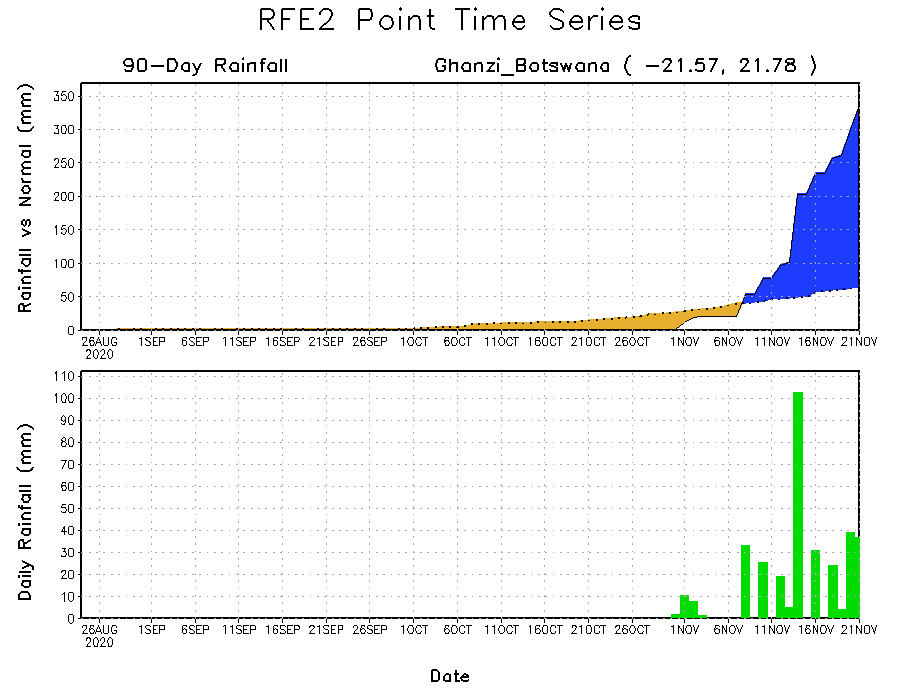 RFE2 Point Time Series
90-Day Rainfall
Ghanzi_Botswana ( -21.57, 21.78 )
Rainfall vs Normal (mm)
350
300
250
200
150
100
50
0
26AUG 1SEP 6SEP 11SEP 16SEP 21SEP 26SEP 1OCT 6OCT 11OCT 16OCT 21OCT 26OCT 1NOV 6NOV 11NOV 16NOV 21NOV
2020
Daily Rainfall (mm)
110
100
90
80
70
60
50
40
30
20
10
0
26AUG 1SEP 6SEP 11SEP 16SEP 21SEP 26SEP 1OCT 6OCT 11OCT 16OCT 21OCT 26OCT 1NOV 6NOV 11NOV 16NOV 21NOV
2020
Date